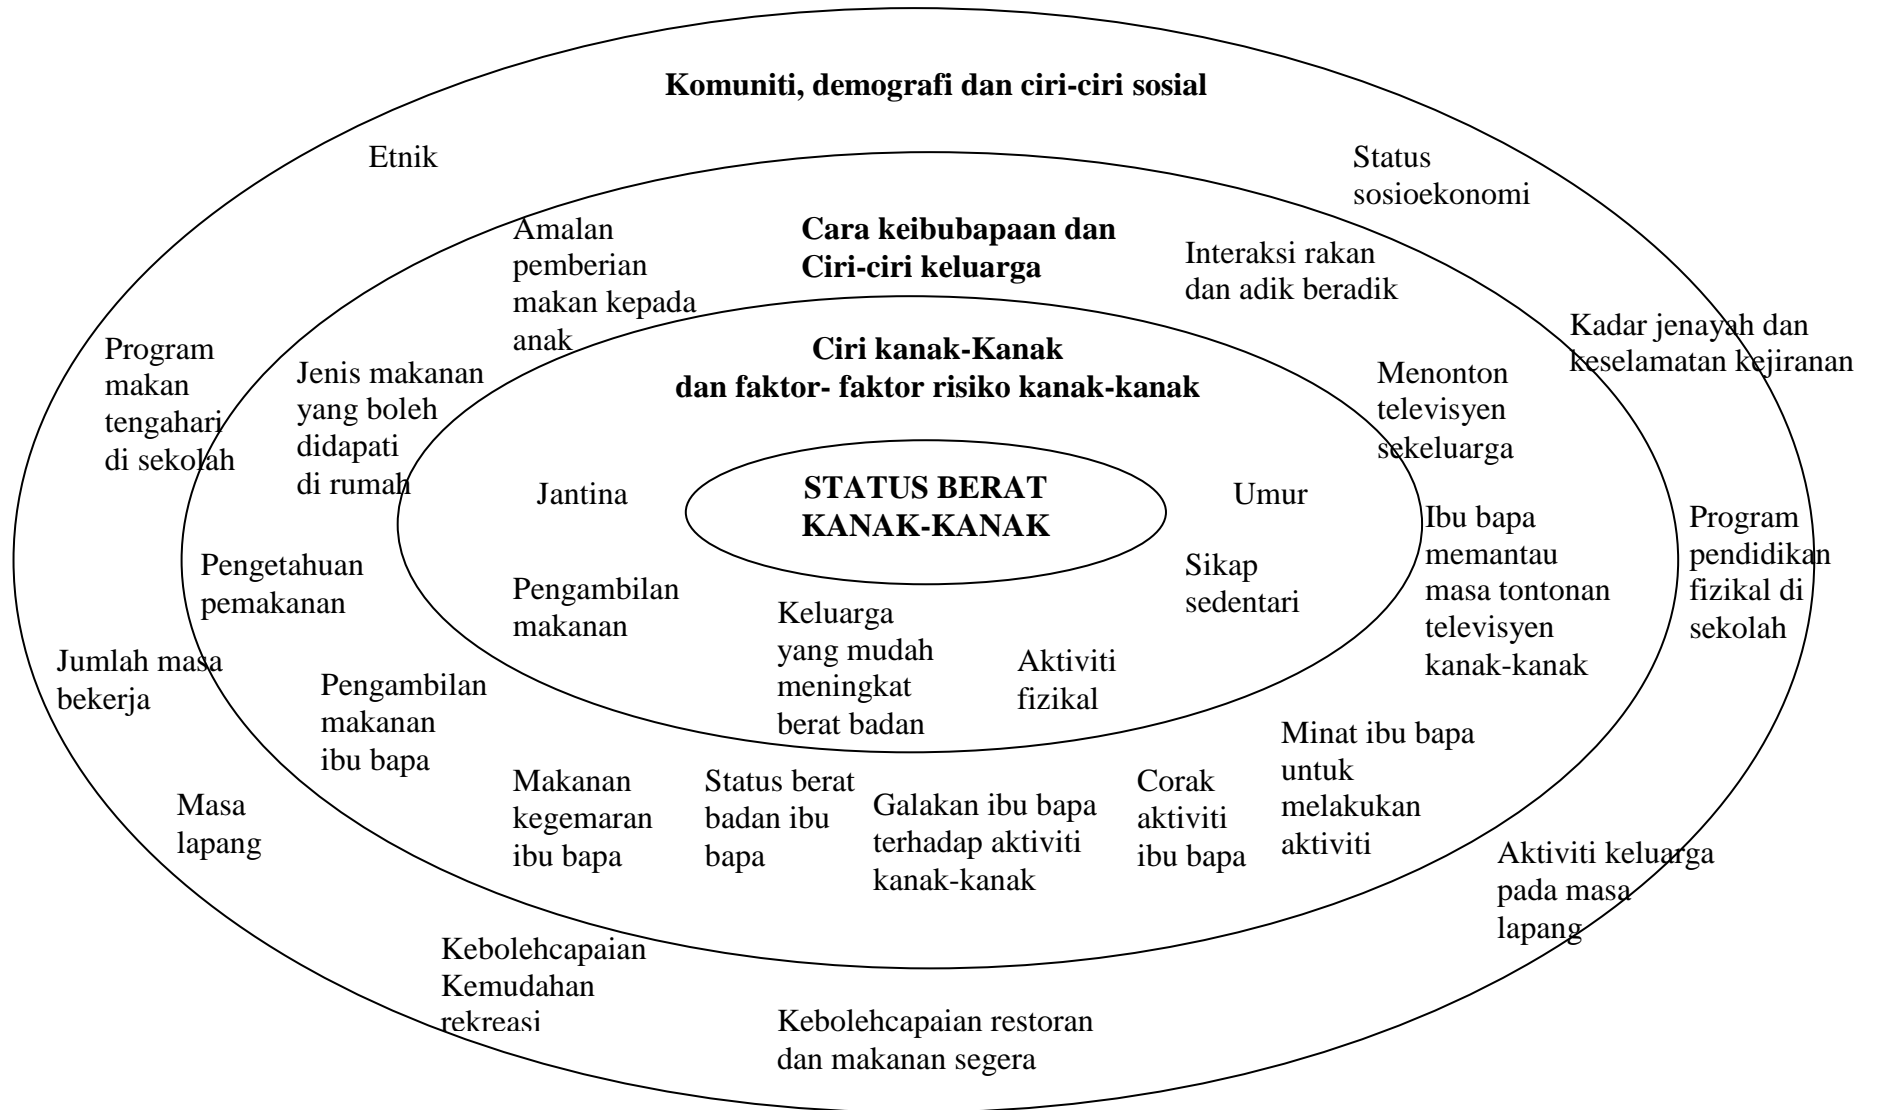 Komuniti, demografi dan ciri-ciri sosial
Etnik
Status
sosioekonomi
Amalan
pemberian
makan kepada
anak
Cara keibubapaan dan
Ciri-ciri keluarga
Interaksi rakan
dan adik beradik
Kadar jenayah dan
keselamatan kejiranan
Program
makan
tengahari
di sekolah
Jenis makanan
yang boleh
didapati
di rumah
Ciri kanak-Kanak
dan faktor- faktor risiko kanak-kanak
Menonton
televisyen
sekeluarga
Jantina
STATUS BERAT
KANAK-KANAK
Umur
Ibu bapa
memantau
masa tontonan
televisyen
kanak-kanak
Program
pendidikan
fizikal di
sekolah
Pengetahuan
pemakanan
Pengambilan
makanan
Keluarga
yang mudah
meningkat
berat badan
Aktiviti
fizikal
Sikap
sedentari
Jumlah masa
bekerja
Pengambilan
makanan
ibu bapa
Masa
lapang
Makanan
kegemaran
ibu bapa
Status berat
badan ibu
bapa
Galakan ibu bapa
terhadap aktiviti
kanak-kanak
Corak
aktiviti
ibu bapa
Minat ibu bapa
untuk
melakukan
aktiviti
Aktiviti keluarga
pada masa
lapang
Kebolehcapaian
Kemudahan
rekreasi
Kebolehcapaian restoran
dan makanan segera